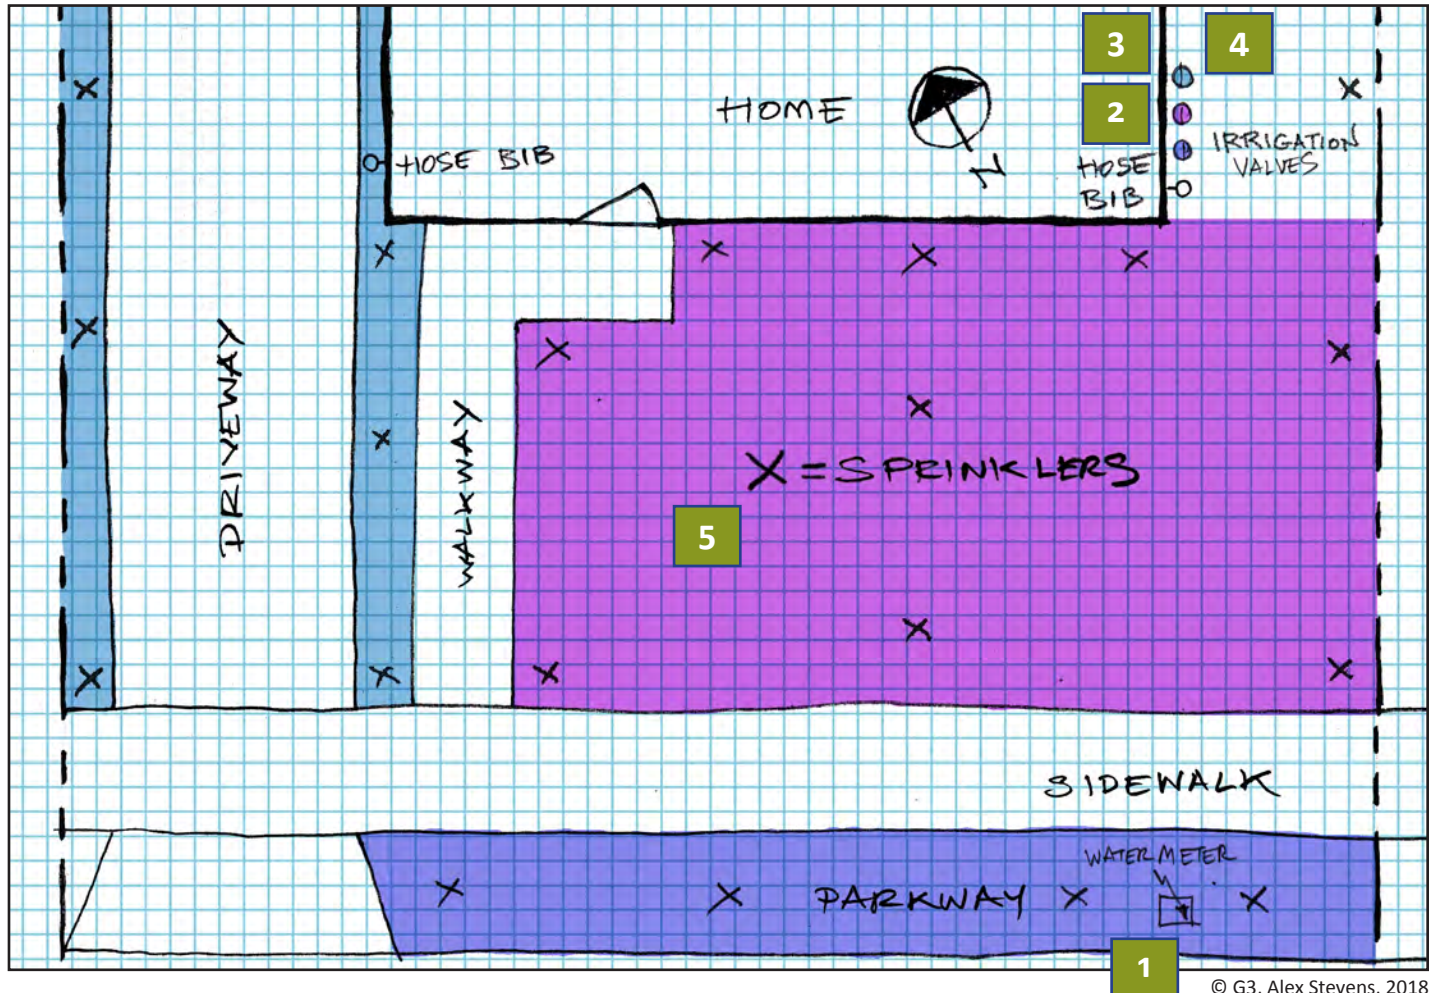 3
4
HOME
2
IRRIGATION
VALVES
HOSE BIB
HOSE
BIB
N
DRIVEWAY
WALKWAY
X = SPRINKLERS
5
SIDEWALK
WATER METER
PARKWAY
1
© G3, Alex Stevens, 2018